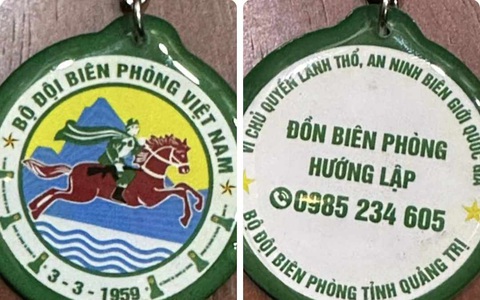 BỘ ĐỘI BIÊN PHÒNG VIỆT NAM
3 - 3 - 1959
VÌ CHỦ QUYỀN LÃNH THỔ, AN NINH BIÊN GIỚI QUỐC GIA
ĐỒN BIÊN PHÒNG
HƯỚNG LẬP
0985 234 605
BỘ ĐỘI BIÊN PHÒNG TỈNH QUẢNG TRỊ